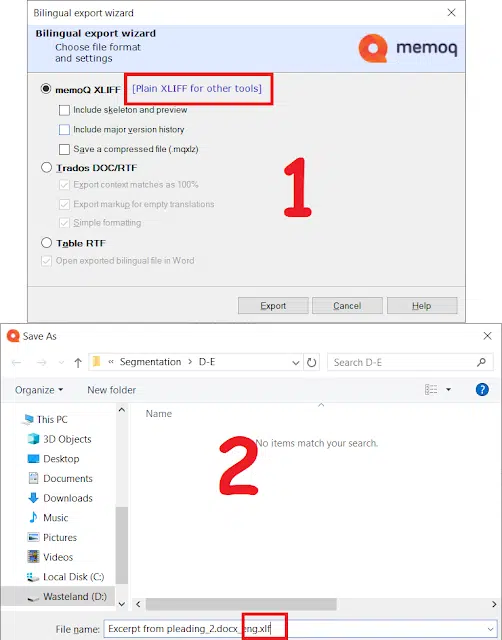 Bilingual export wizard
Bilingual export wizard
Choose file format
and settings
memoQ
memoQ XLIFF [Plain XLIFF for other tools]
Include skeleton and preview
Include major version history
Save a compressed file (.mqxlz)
1
Trados DOC/RTF
Export context matches as 100%
Export markup for empty translations
Simple formatting
Table RTF
Open exported bilingual file in Word
Export Cancel Help
Save As
« Segmentation > D-E
Search D-E
Organize New folder
Name
This PC
3D Objects
No items match your search.
Desktop
2
Documents
Downloads
Music
Pictures
Videos
Local Disk (C:)
Wasteland (D:)
File name: Excerpt from pleading_2.docx_eng.xlf